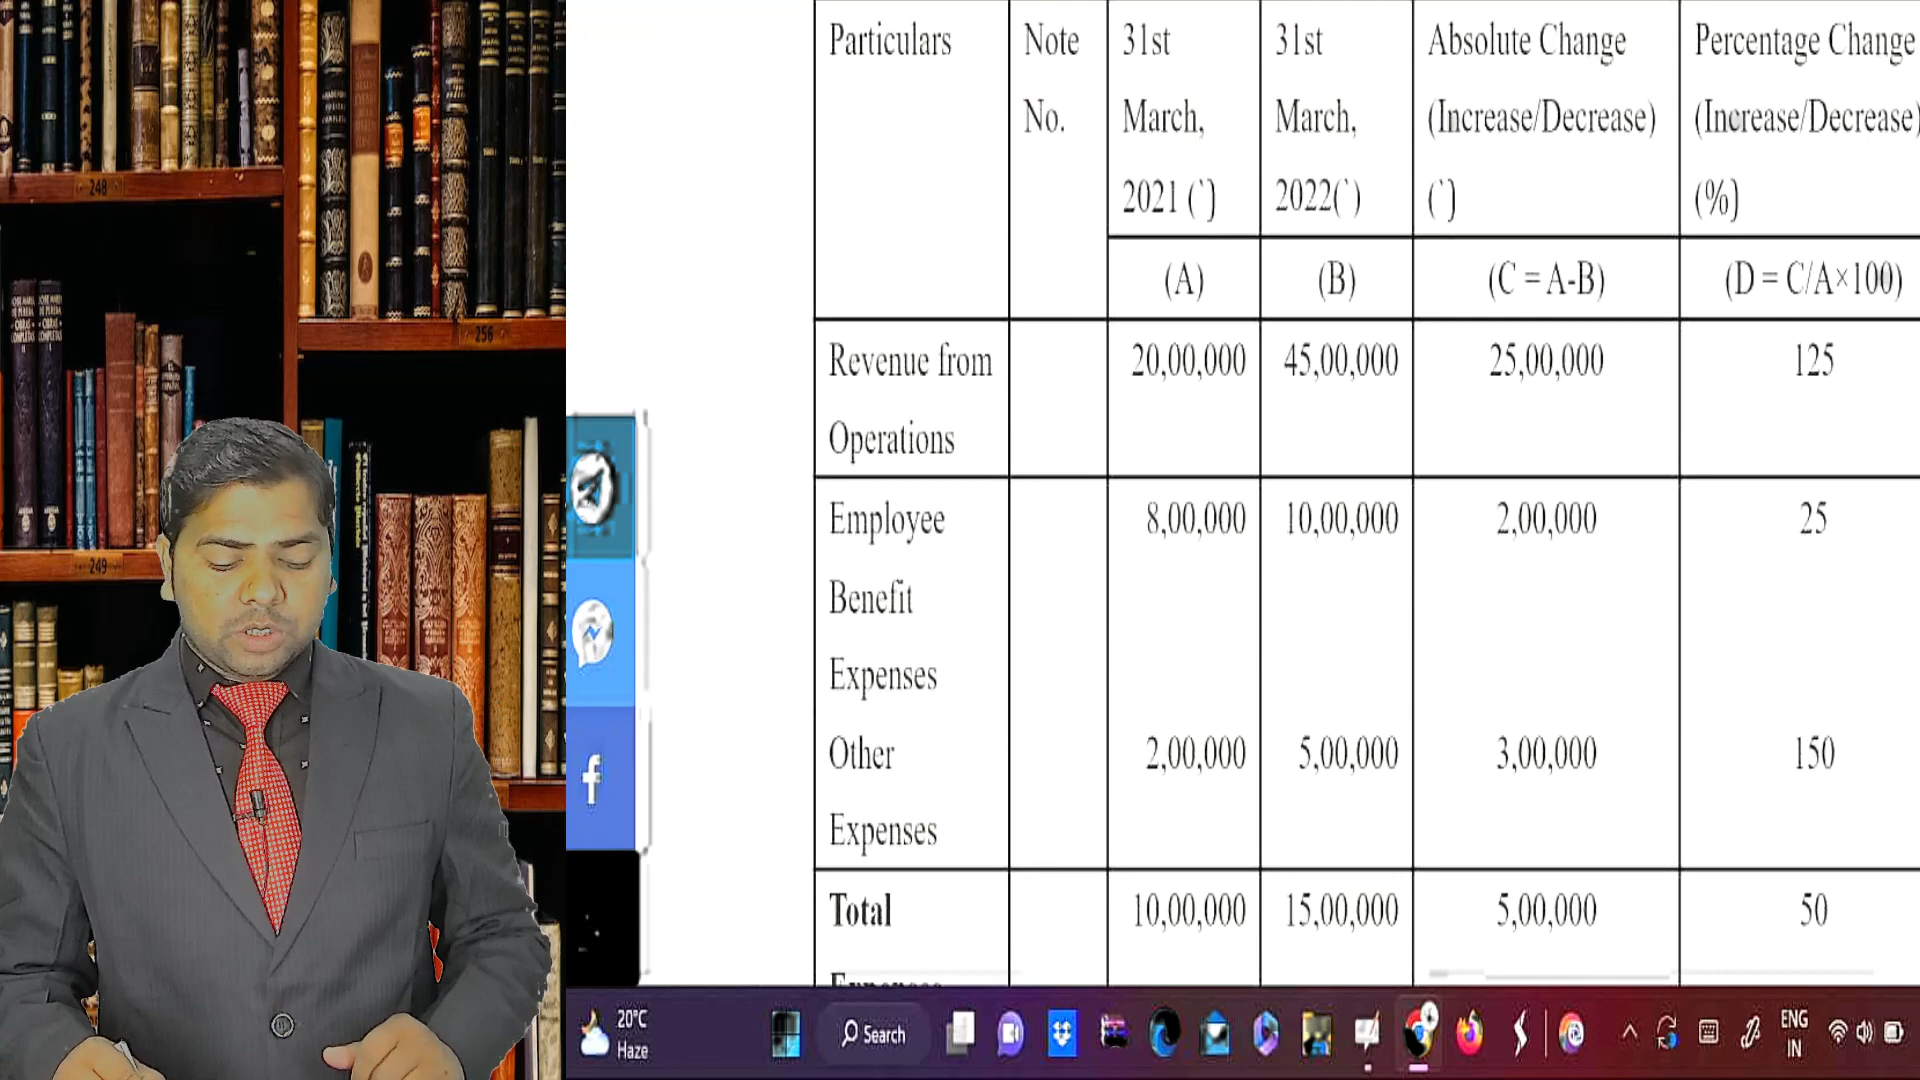 Particulars Note 31st 31st Absolute Change Percentage Change
No. March, March, (Increase/Decrease) (Increase/Decrease)
2021 (`) 2022(`) (`) (%)
(A) (B) (C = A-B) (D = C/A×100)
Revenue from 20,00,000 45,00,000 25,00,000 125
Operations
Employee 8,00,000 10,00,000 2,00,000 25
Benefit
Expenses
Other 2,00,000 5,00,000 3,00,000 150
Expenses
Total 10,00,000 15,00,000 5,00,000 50
248
256
249
20°C
Haze
Search
ENG
IN